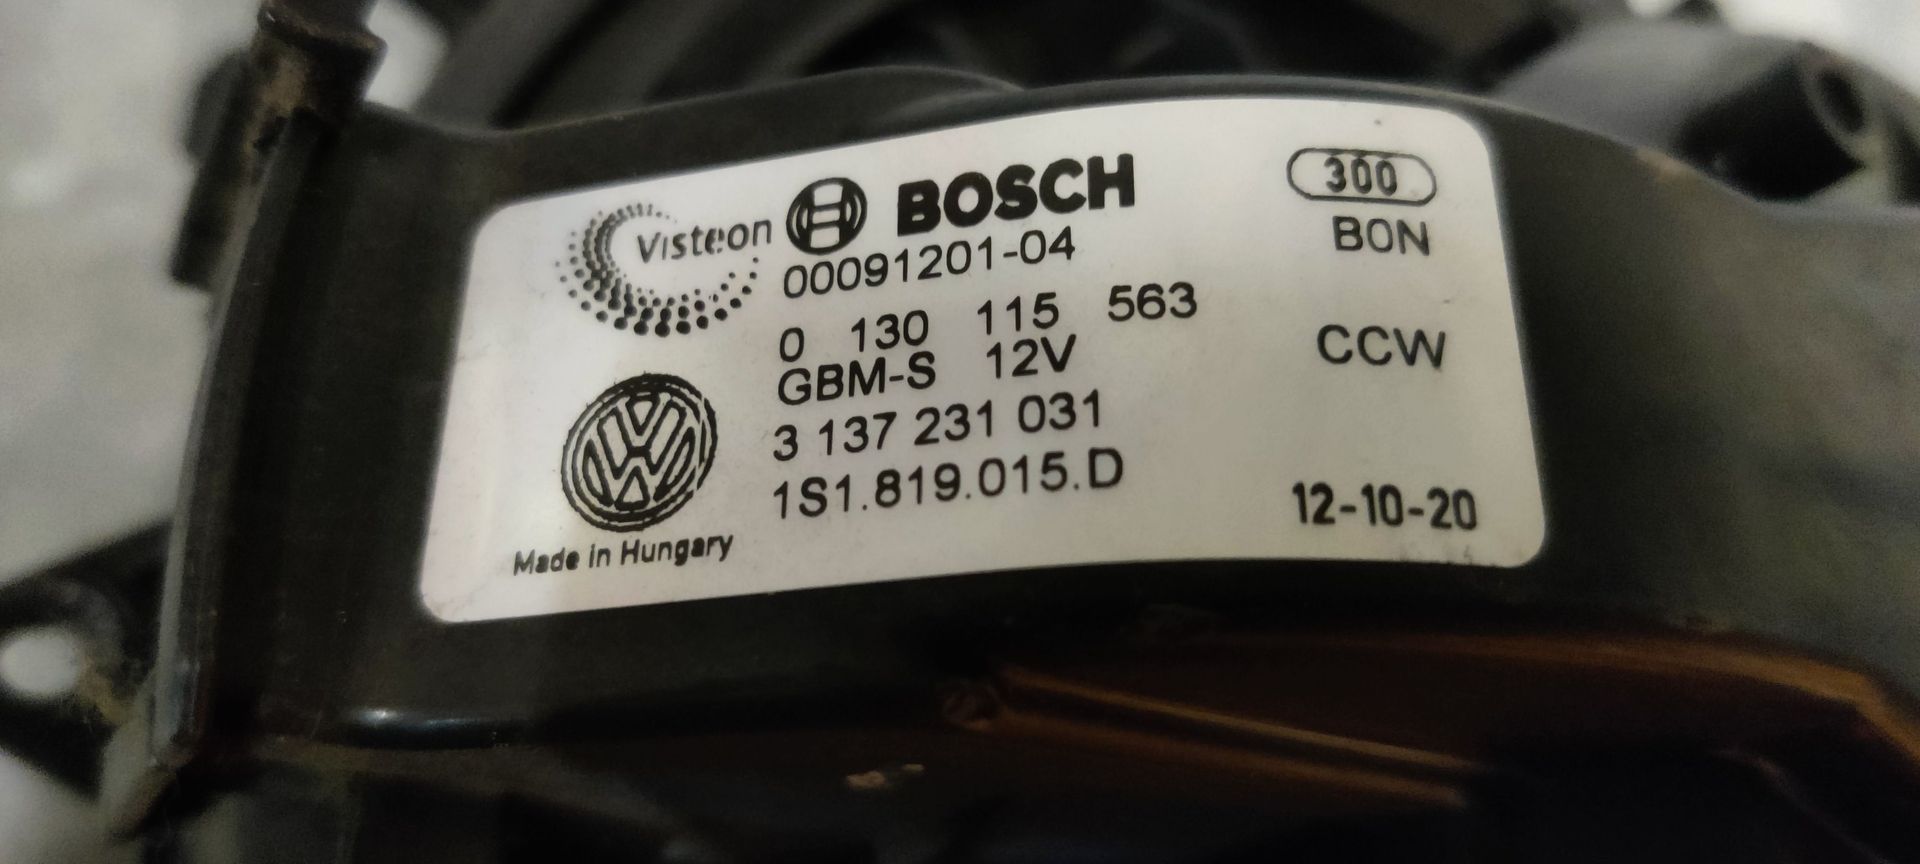 Visteon BOSCH 300
00091201-04 BON
0 130 115 563
GBM-S 12V CCW
3 137 231 031
1S1.819.015.D 12-10-20
Made in Hungary